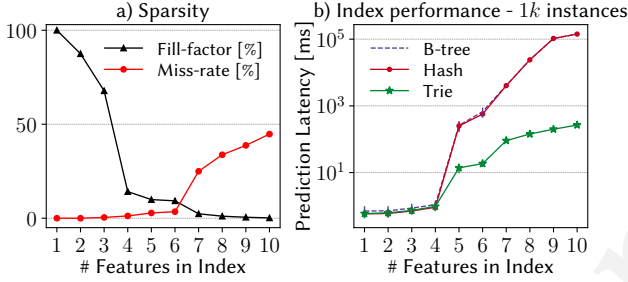 a) Sparsity
100
50
0
Fill-factor [%]
Miss-rate [%]
1 2 3 4 5 6 7 8 9 10
# Features in Index
b) Index performance - 1k instances
Prediction Latency [ms]
10^5
10^3
10^1
B-tree
Hash
Trie
1 2 3 4 5 6 7 8 9 10
# Features in Index